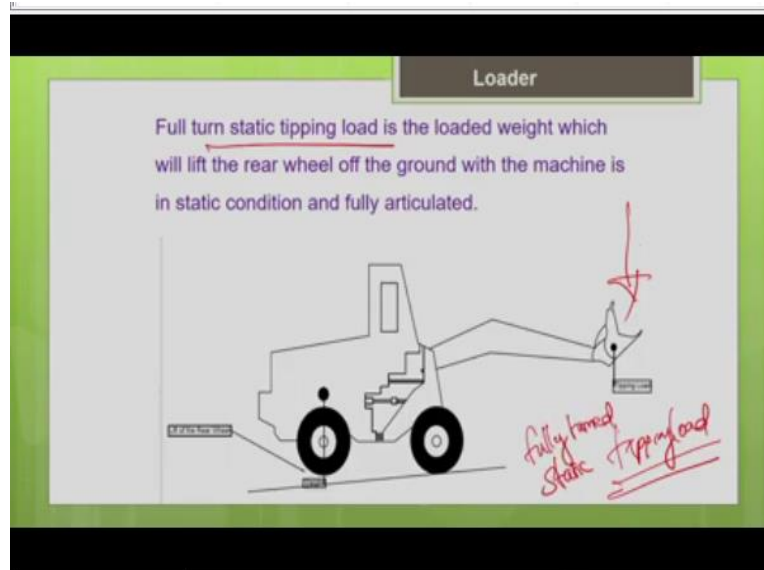 Loader
Full turn static tipping load is the loaded weight which
will lift the rear wheel off the ground with the machine is
in static condition and fully articulated.
Tipping Load
Lift of the Rear wheel
fully turned
static tipping load